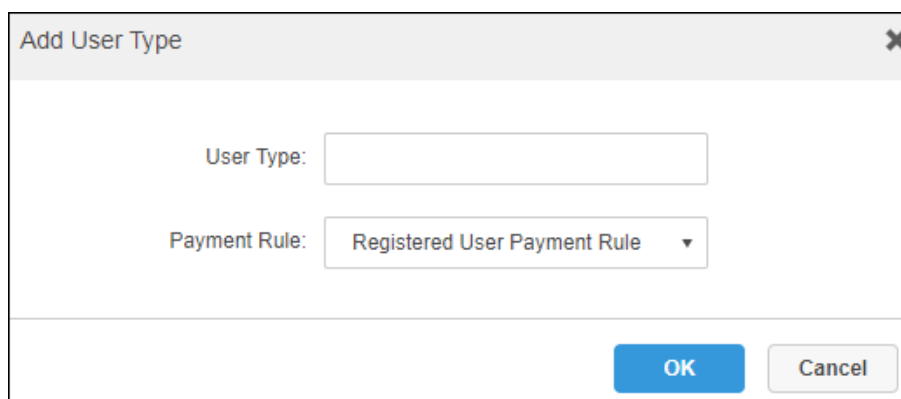 Add User Type
User Type:
Payment Rule: Registered User Payment Rule
OK Cancel